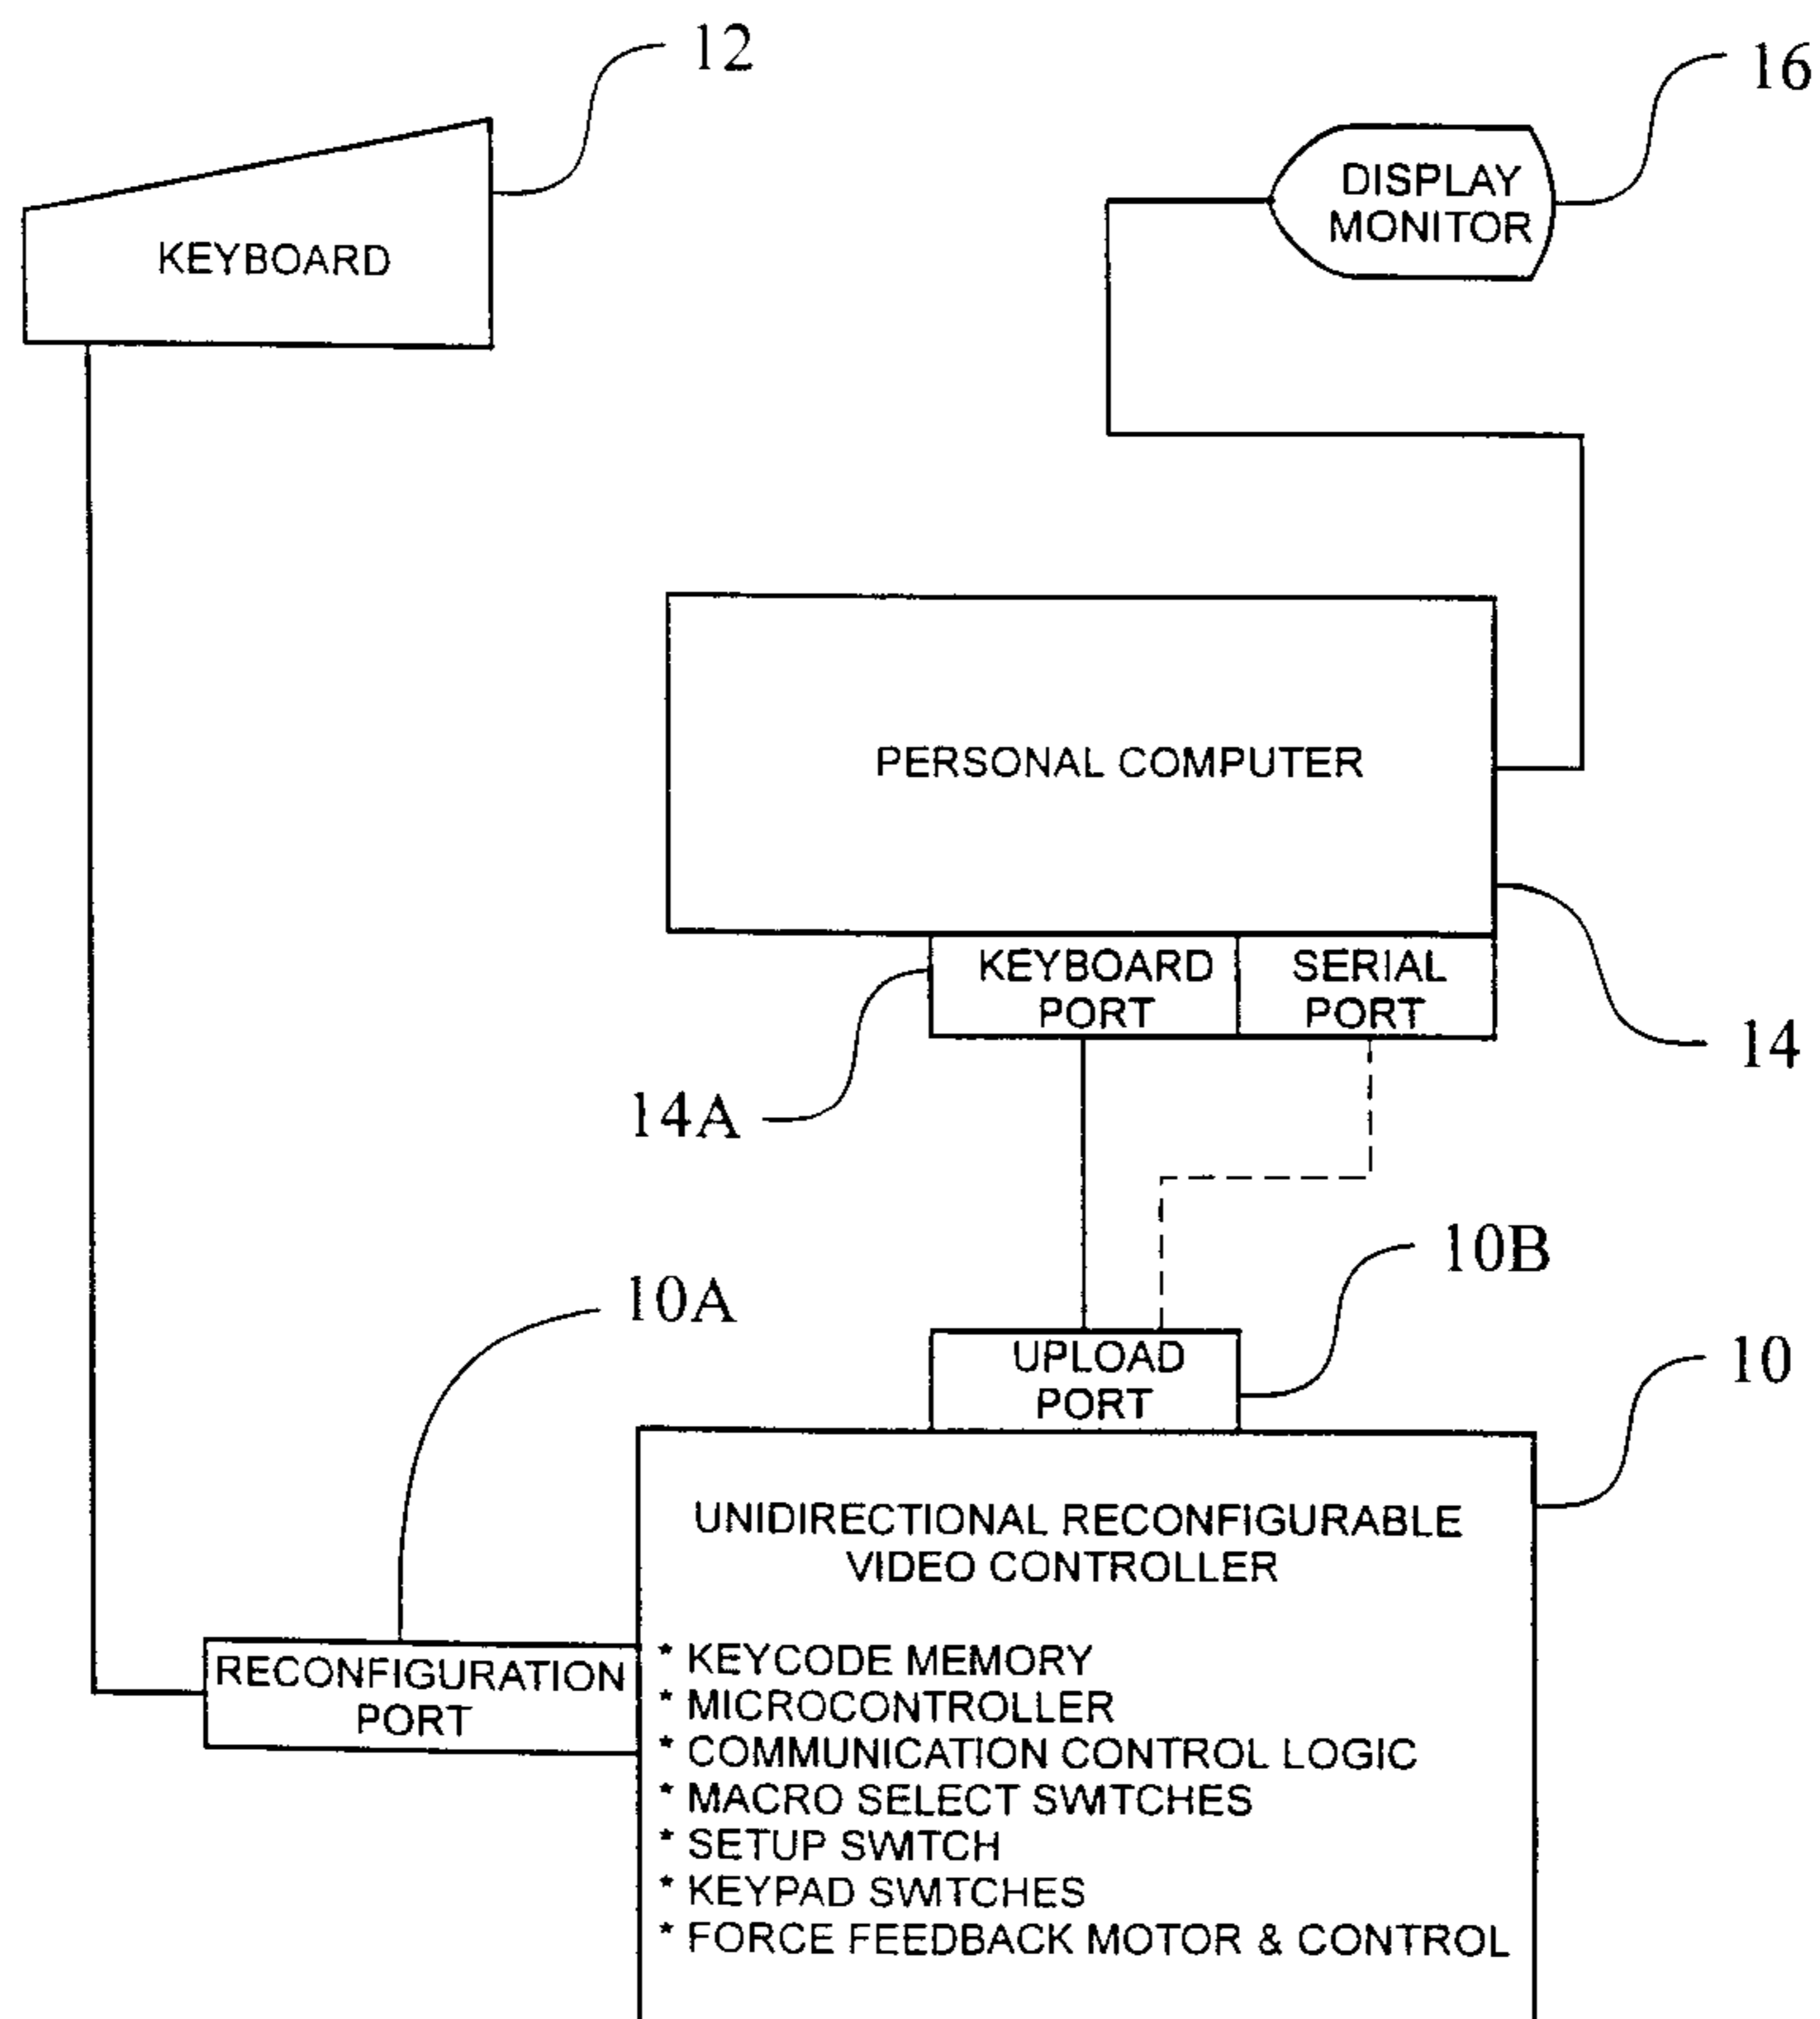 12
16
KEYBOARD
DISPLAY
MONITOR
PERSONAL COMPUTER
KEYBOARD
PORT
SERIAL
PORT
14
14A
10B
10A
10
UPLOAD
PORT
UNIDIRECTIONAL RECONFIGURABLE
VIDEO CONTROLLER
RECONFIGURATION
PORT
* KEYCODE MEMORY
* MICROCONTROLLER
* COMMUNICATION CONTROL LOGIC
* MACRO SELECT SWITCHES
* SETUP SWITCH
* KEYPAD SWITCHES
* FORCE FEEDBACK MOTOR & CONTROL